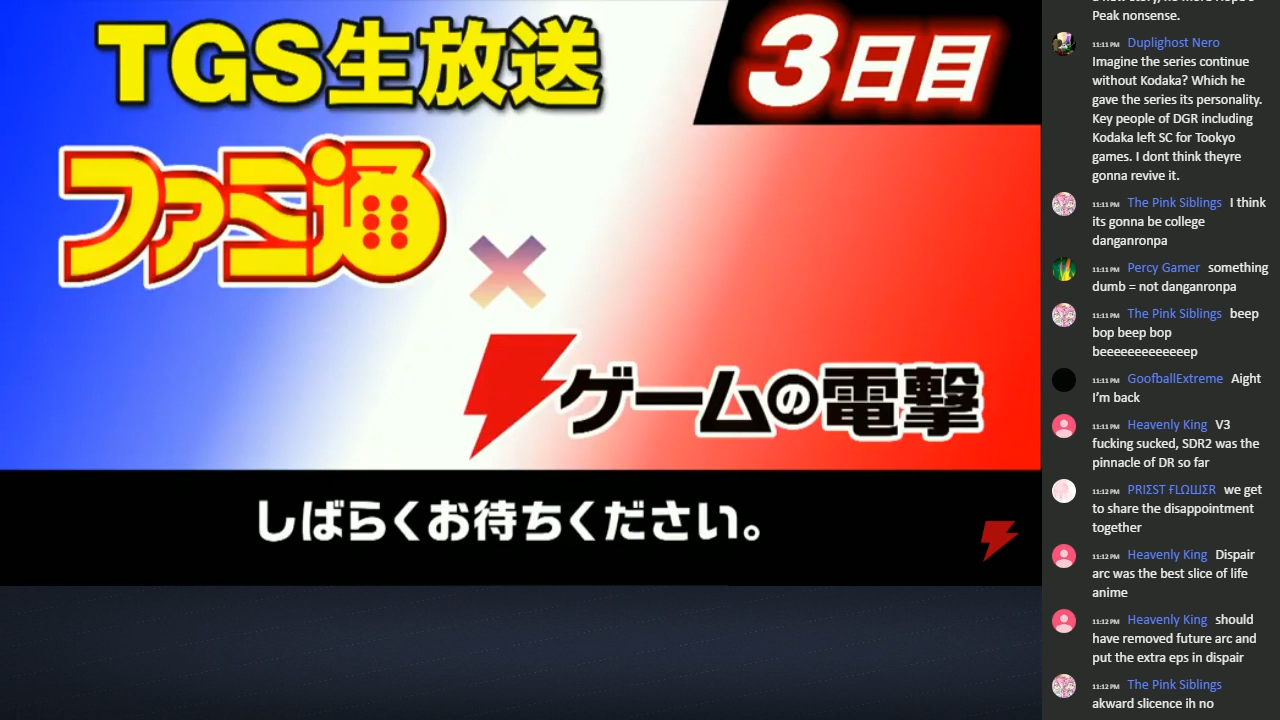 TGS生放送
3日目
ファミ通
×
ゲームの電撃
しばらくお待ちください。
Peak nonsense.
11:11 PM Duplighost Nero
Imagine the series continue
without Kodaka? Which he
gave the series its personality.
Key people of DGR including
Kodaka left SC for Tookyo
games. I dont think theyre
gonna revive it.
11:11 PM The Pink Siblings I think
its gonna be college
danganronpa
11:11 PM Percy Gamer something
dumb = not danganronpa
11:11 PM The Pink Siblings beep
bop beep bop
beeeeeeeeeeeeep
11:11 PM GoofballExtreme Aight
I’m back
11:11 PM Heavenly King V3
fucking sucked, SDR2 was the
pinnacle of DR so far
11:12 PM PRIΣST FLΩШΣR we get
to share the disappointment
together
11:12 PM Heavenly King Dispair
arc was the best slice of life
anime
11:12 PM Heavenly King should
have removed future arc and
put the extra eps in dispair
11:12 PM The Pink Siblings
akward slicence ih no